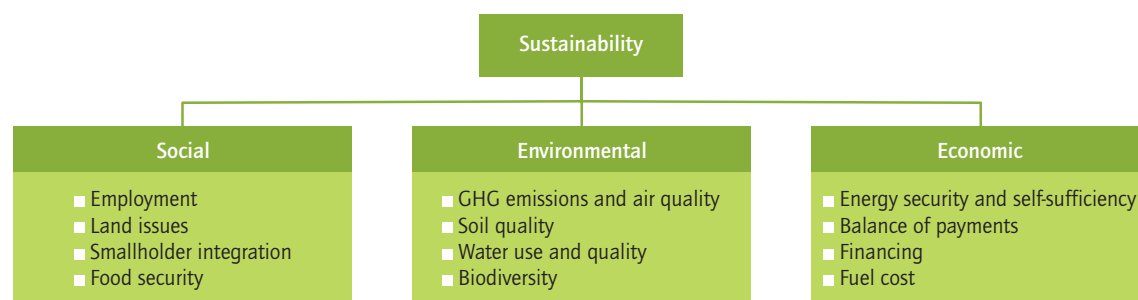 Sustainability
Social
Employment
Land issues
Smallholder integration
Food security
Environmental
GHG emissions and air quality
Soil quality
Water use and quality
Biodiversity
Economic
Energy security and self-sufficiency
Balance of payments
Financing
Fuel cost